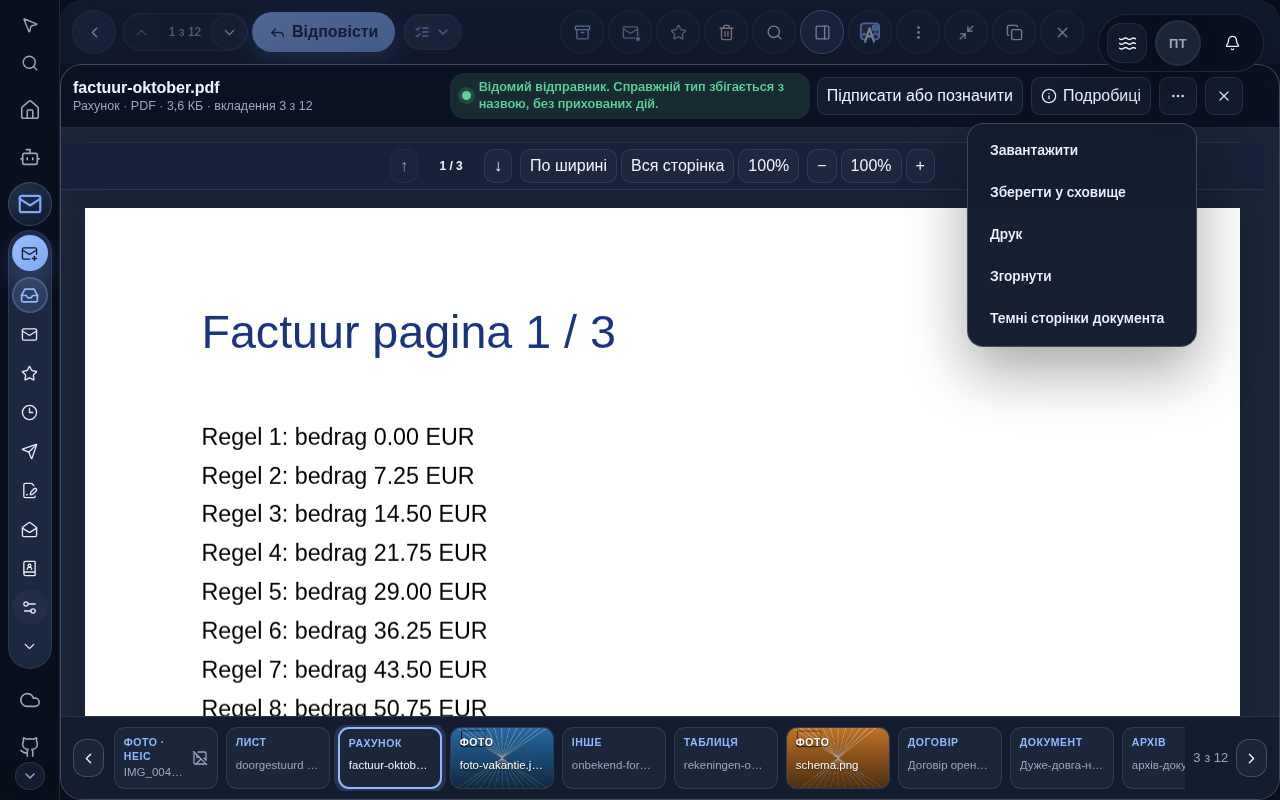 1 з 12
Відповісти
ПТ
factuur-oktober.pdf
Рахунок · PDF · 3,6 КБ · вкладення 3 з 12
Відомий відправник. Справжній тип збігається з
назвою, без прихованих дій.
Підписати або позначити
Подробиці
Завантажити
Зберегти у сховище
Друк
Згорнути
Темні сторінки документа
↑
1 / 3
↓
По ширині
Вся сторінка
100%
−
100%
+
Factuur pagina 1 / 3
Regel 1: bedrag 0.00 EUR
Regel 2: bedrag 7.25 EUR
Regel 3: bedrag 14.50 EUR
Regel 4: bedrag 21.75 EUR
Regel 5: bedrag 29.00 EUR
Regel 6: bedrag 36.25 EUR
Regel 7: bedrag 43.50 EUR
Regel 8: bedrag 50.75 EUR
ФОТО ·
HEIC
IMG_004…
ЛИСТ
doorgestuurd …
РАХУНОК
factuur-oktob…
ФОТО
foto-vakantie.j…
ІНШЕ
onbekend-for…
ТАБЛИЦЯ
rekeningen-o…
ФОТО
schema.png
ДОГОВІР
Договір орен…
ДОКУМЕНТ
Дуже-довга-н…
АРХІВ
архів-доку
3 з 12